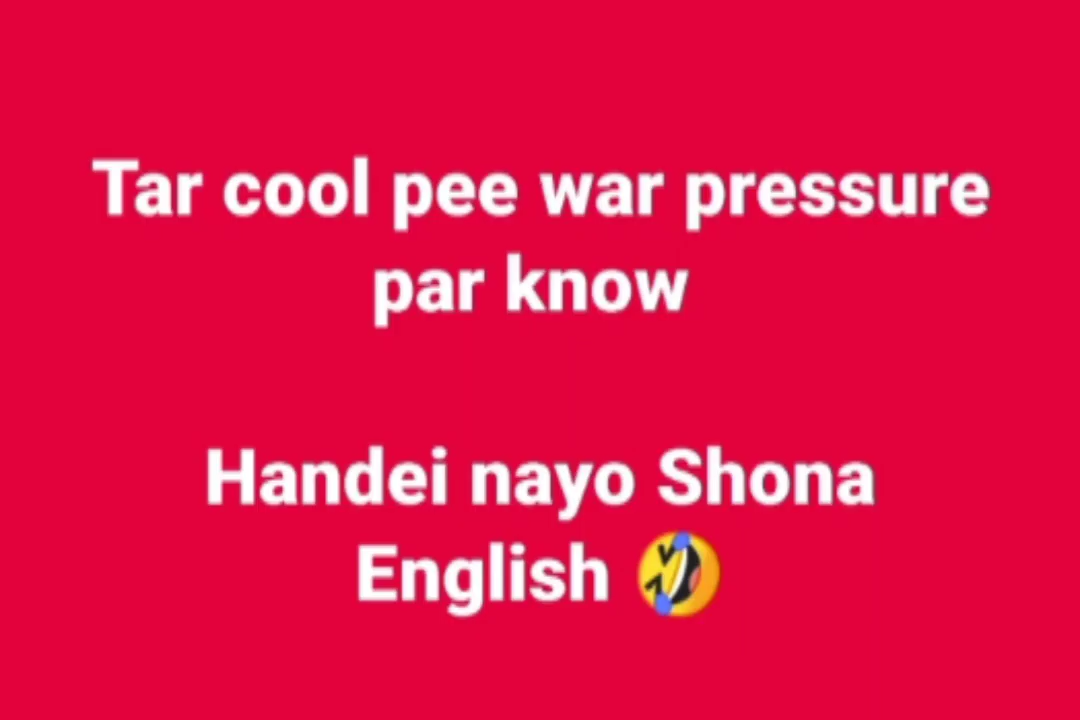 Tar cool pee war pressure
par know
Handei nayo Shona
English 🤣